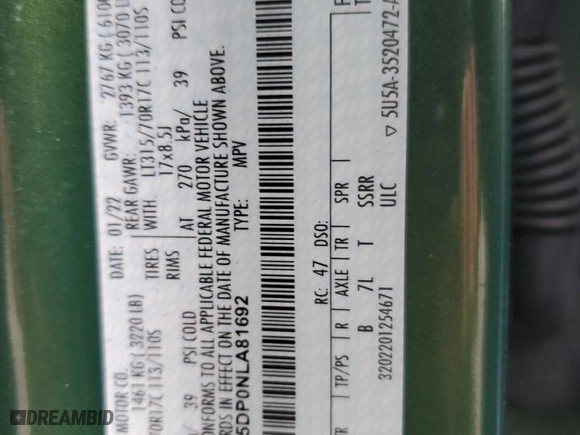 MOTOR CO. DATE: 01/22 GVWR: 2767 KG ( 6100
1461 KG ( 3220 LB) REAR GAWR: 1393 KG ( 3070 L
70R17C 113/110S TIRES WITH LT315/70R17C 113/110S
RIMS 17x8.5J
39 PSI COLD AT 270 kPa/ 39 PSI CO
CONFORMS TO ALL APPLICABLE FEDERAL MOTOR VEHICLE
RDS IN EFFECT ON THE DATE OF MANUFACTURE SHOWN ABOVE.
5DP0NLA81692 TYPE: MPV
RC: 47 DSO:
TR TP/PS R AXLE TR SPR
B 7L T SSRR
3202201254671 ULC
▽ 5U5A-3520472-A
DREAMBID